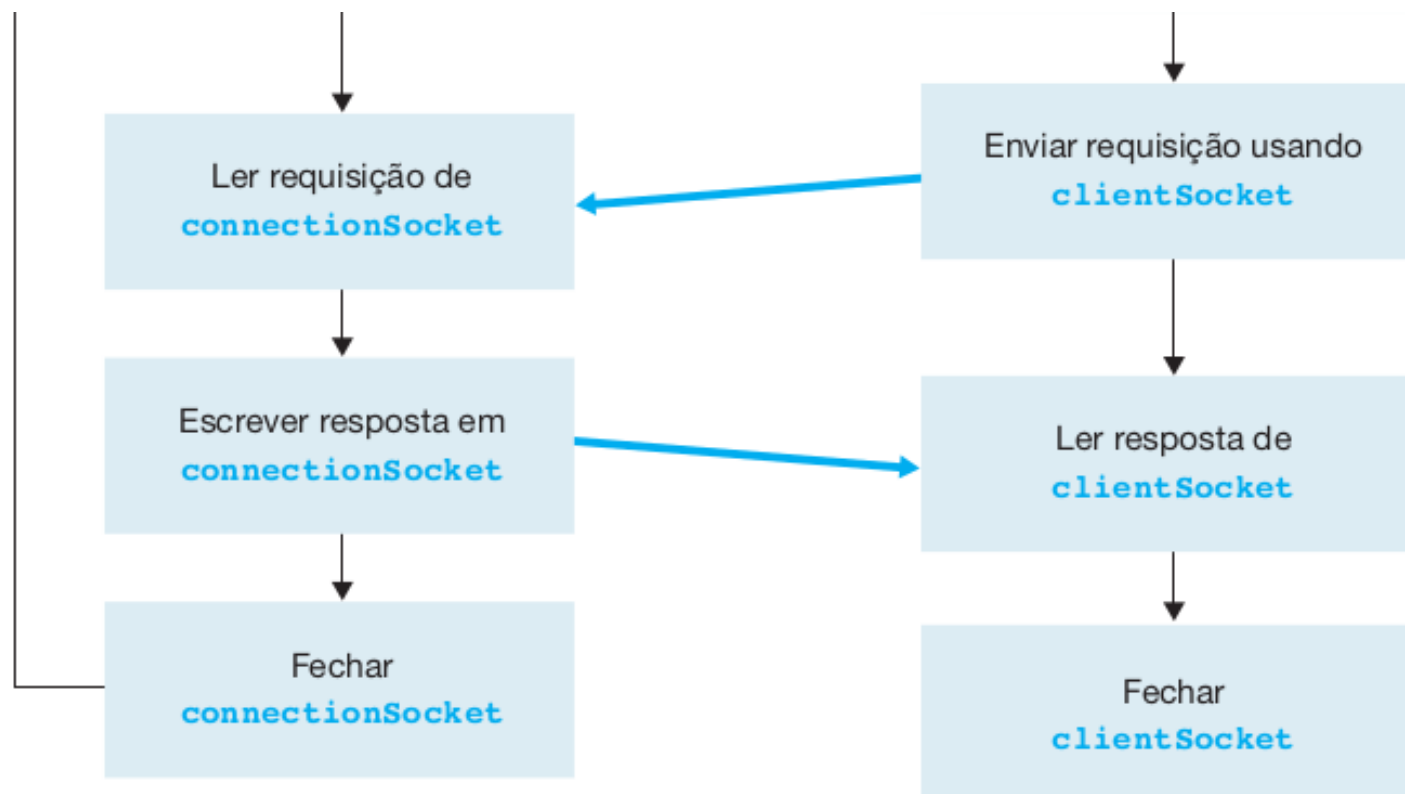 Ler requisição de
connectionSocket
Escrever resposta em
connectionSocket
Fechar
connectionSocket
Enviar requisição usando
clientSocket
Ler resposta de
clientSocket
Fechar
clientSocket